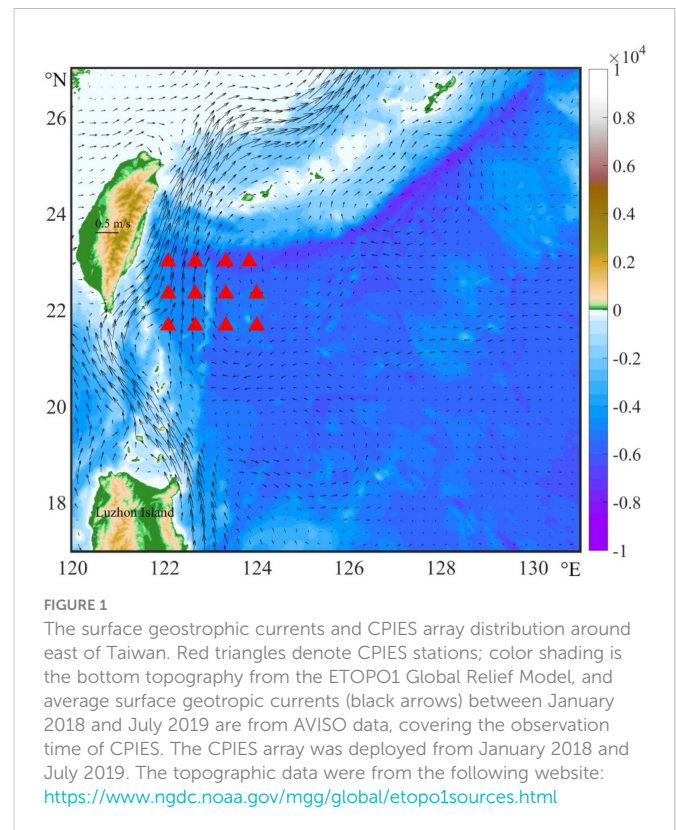 ×10⁴
°N
1
26
0.8
0.6
24
0.4
0.5 m/s
0.2
22
0
-0.2
20
-0.4
-0.6
18
-0.8
Luzhon Island
-1
120 122 124 126 128 130 °E
FIGURE 1
The surface geostrophic currents and CPIES array distribution around
east of Taiwan. Red triangles denote CPIES stations; color shading is
the bottom topography from the ETOPO1 Global Relief Model, and
average surface geotropic currents (black arrows) between January
2018 and July 2019 are from AVISO data, covering the observation
time of CPIES. The CPIES array was deployed from January 2018 and
July 2019. The topographic data were from the following website:
https://www.ngdc.noaa.gov/mgg/global/etopo1sources.html